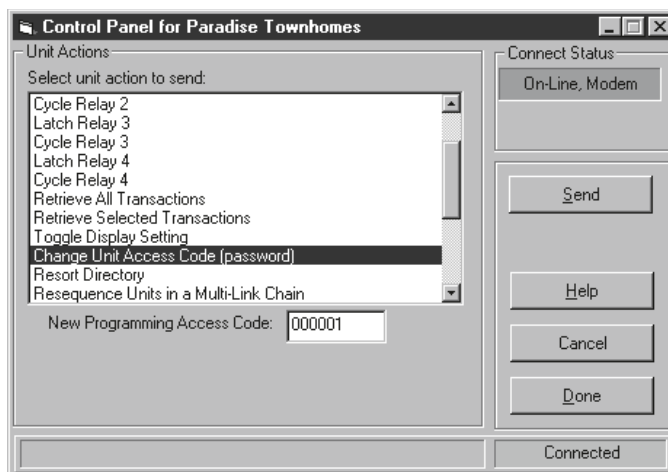 Control Panel for Paradise Townhomes
Unit Actions
Select unit action to send:
Cycle Relay 2
Latch Relay 3
Cycle Relay 3
Latch Relay 4
Cycle Relay 4
Retrieve All Transactions
Retrieve Selected Transactions
Toggle Display Setting
Change Unit Access Code (password)
Resort Directory
Resequence Units in a Multi-Link Chain
New Programming Access Code: 000001
Connect Status
On-Line, Modem
Send
Help
Cancel
Done
Connected